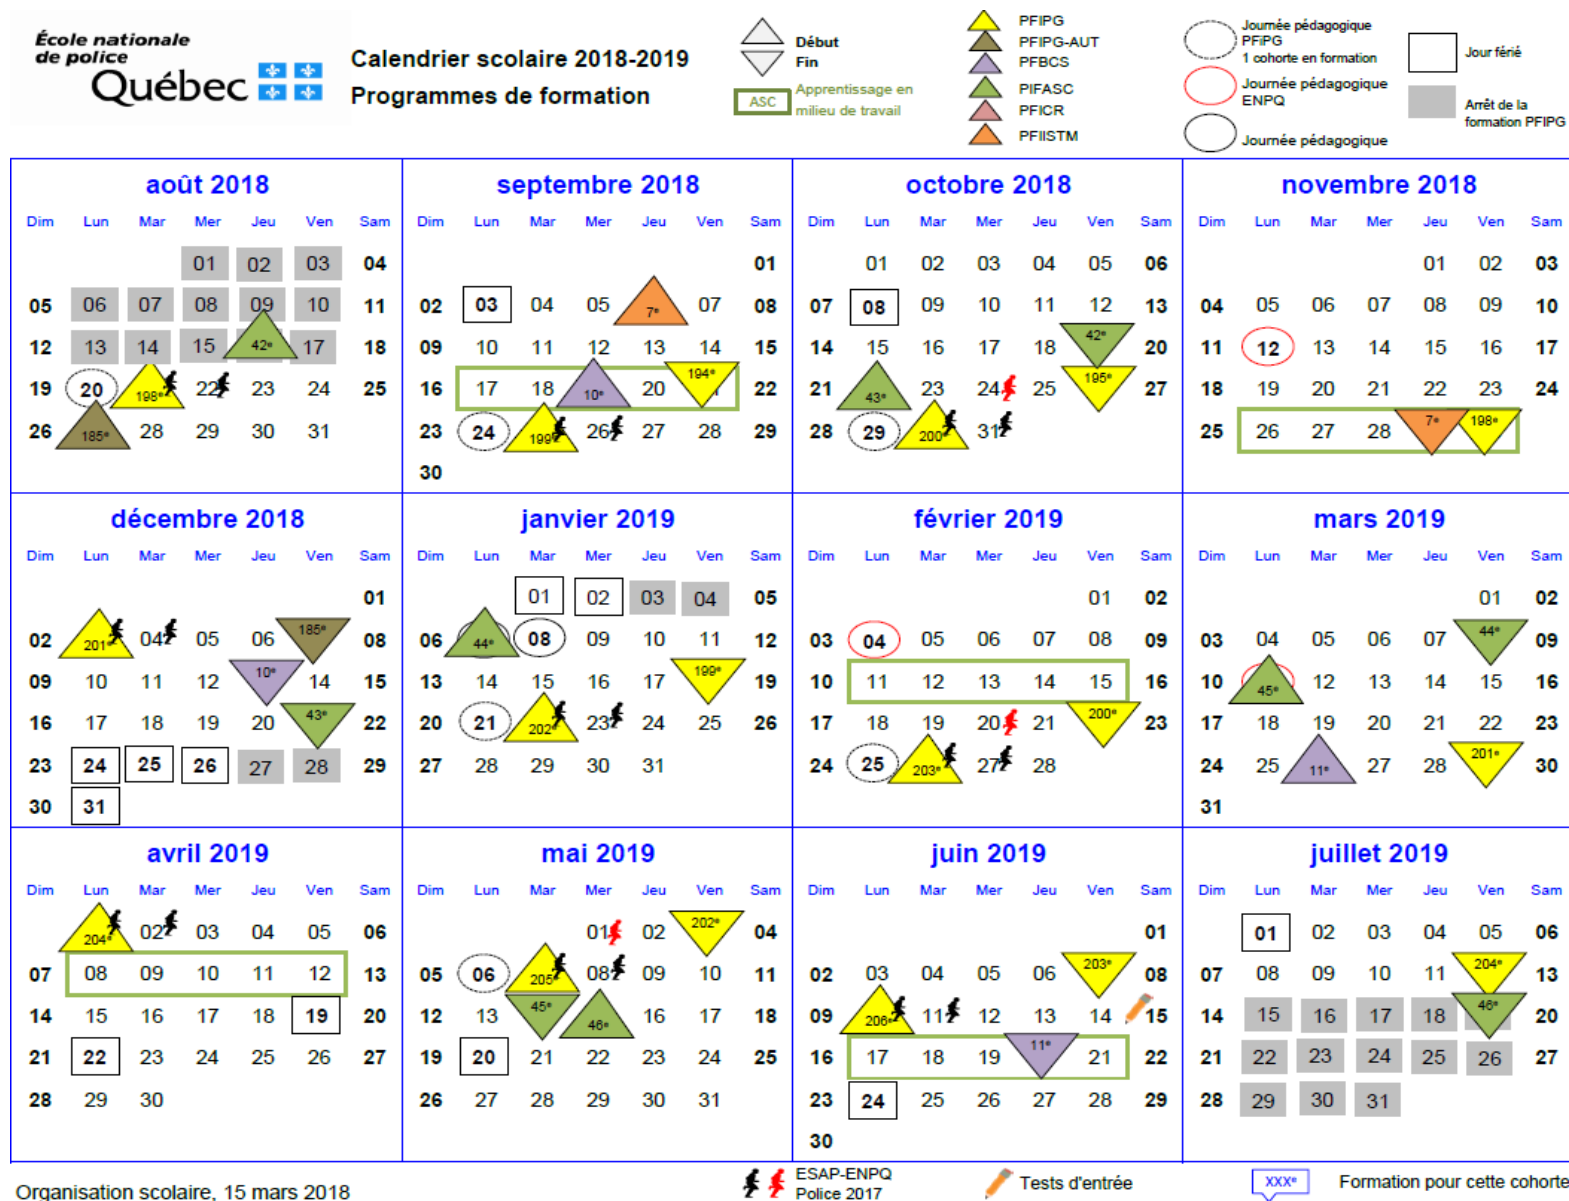 École nationale
de police
Québec
Calendrier scolaire 2018-2019
Programmes de formation
Début
Fin
ASC Apprentissage en
milieu de travail
PFIPG
PFIPG-AUT
PFBCS
PIFASC
PFICR
PFIISTM
Journée pédagogique
PFiPG
1 cohorte en formation
Journée pédagogique
ENPQ
Journée pédagogique
Jour férié
Arrêt de la
formation PFIPG
août 2018
Dim Lun Mar Mer Jeu Ven Sam
01 02 03 04
05 06 07 08 09 10 11
12 13 14 15 42e 17 18
19 20 198e 22 23 24 25
26 185e 28 29 30 31
septembre 2018
Dim Lun Mar Mer Jeu Ven Sam
01
02 03 04 05 7e 07 08
09 10 11 12 13 14 15
16 17 18 10e 20 194e 22
23 24 199e 26 27 28 29
30
octobre 2018
Dim Lun Mar Mer Jeu Ven Sam
01 02 03 04 05 06
07 08 09 10 11 12 13
14 15 16 17 18 42e 20
21 43e 23 24 25 195e 27
28 29 200e 31
novembre 2018
Dim Lun Mar Mer Jeu Ven Sam
01 02 03
04 05 06 07 08 09 10
11 12 13 14 15 16 17
18 19 20 21 22 23 24
25 26 27 28 7e 198e
décembre 2018
Dim Lun Mar Mer Jeu Ven Sam
01
02 201e 04 05 06 185e 08
09 10 11 12 10e 14 15
16 17 18 19 20 43e 22
23 24 25 26 27 28 29
30 31
janvier 2019
Dim Lun Mar Mer Jeu Ven Sam
01 02 03 04 05
06 44e 08 09 10 11 12
13 14 15 16 17 199e 19
20 21 202e 23 24 25 26
27 28 29 30 31
février 2019
Dim Lun Mar Mer Jeu Ven Sam
01 02
03 04 05 06 07 08 09
10 11 12 13 14 15 16
17 18 19 20 21 200e 23
24 25 203e 27 28
mars 2019
Dim Lun Mar Mer Jeu Ven Sam
01 02
03 04 05 06 07 44e 09
10 45e 12 13 14 15 16
17 18 19 20 21 22 23
24 25 11e 27 28 201e 30
31
avril 2019
Dim Lun Mar Mer Jeu Ven Sam
204e 02 03 04 05 06
07 08 09 10 11 12 13
14 15 16 17 18 19 20
21 22 23 24 25 26 27
28 29 30
mai 2019
Dim Lun Mar Mer Jeu Ven Sam
01 02 202e 04
05 06 205e 08 09 10 11
12 13 45e 46e 16 17 18
19 20 21 22 23 24 25
26 27 28 29 30 31
juin 2019
Dim Lun Mar Mer Jeu Ven Sam
01
02 03 04 05 06 203e 08
09 206e 11 12 13 14 15
16 17 18 19 11e 21 22
23 24 25 26 27 28 29
30
juillet 2019
Dim Lun Mar Mer Jeu Ven Sam
01 02 03 04 05 06
07 08 09 10 11 204e 13
14 15 16 17 18 46e 20
21 22 23 24 25 26 27
28 29 30 31
Organisation scolaire, 15 mars 2018
ESAP-ENPQ
Police 2017
Tests d'entrée
XXXe Formation pour cette cohorte